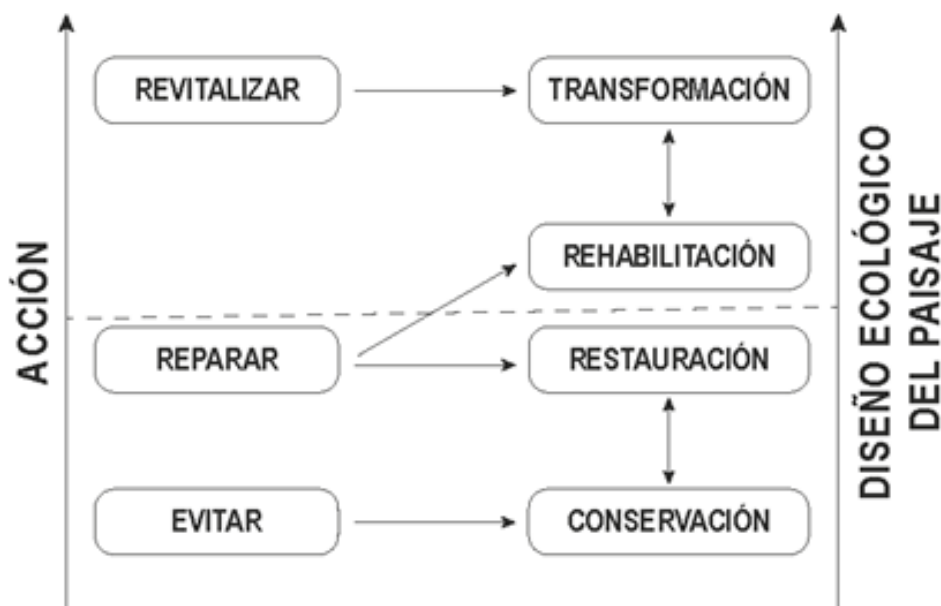 REVITALIZAR
TRANSFORMACIÓN
REHABILITACIÓN
REPARAR
RESTAURACIÓN
EVITAR
CONSERVACIÓN
ACCIÓN
DISEÑO ECOLÓGICO
DEL PAISAJE